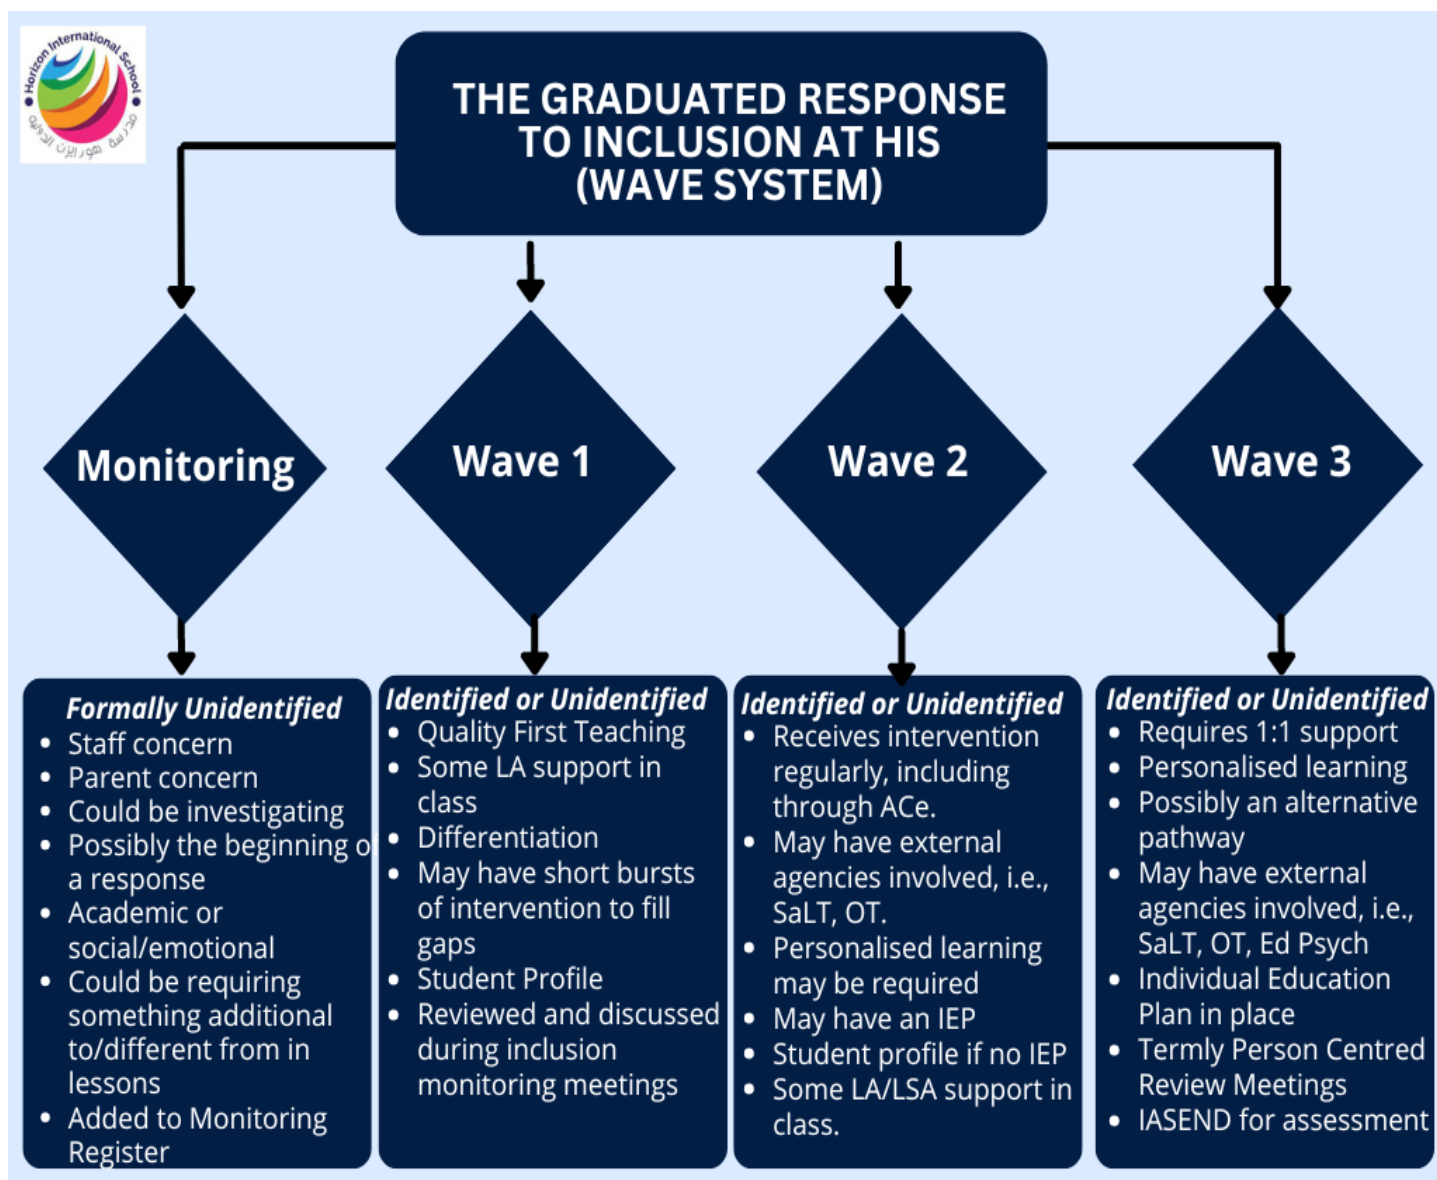 Horizon International School
مدرسة هورايزن الدولية
THE GRADUATED RESPONSE
TO INCLUSION AT HIS
(WAVE SYSTEM)
Monitoring
Wave 1
Wave 2
Wave 3
Formally Unidentified
• Staff concern
• Parent concern
• Could be investigating
• Possibly the beginning of
a response
• Academic or
social/emotional
• Could be requiring
something additional
to/different from in
lessons
• Added to Monitoring
Register
Identified or Unidentified
• Quality First Teaching
• Some LA support in
class
• Differentiation
• May have short bursts
of intervention to fill
gaps
• Student Profile
• Reviewed and discussed
during inclusion
monitoring meetings
Identified or Unidentified
• Receives intervention
regularly, including
through ACe.
• May have external
agencies involved, i.e.,
SaLT, OT.
• Personalised learning
may be required
• May have an IEP
• Student profile if no IEP
• Some LA/LSA support in
class.
Identified or Unidentified
• Requires 1:1 support
• Personalised learning
• Possibly an alternative
pathway
• May have external
agencies involved, i.e.,
SaLT, OT, Ed Psych
• Individual Education
Plan in place
• Termly Person Centred
Review Meetings
• IASEND for assessment